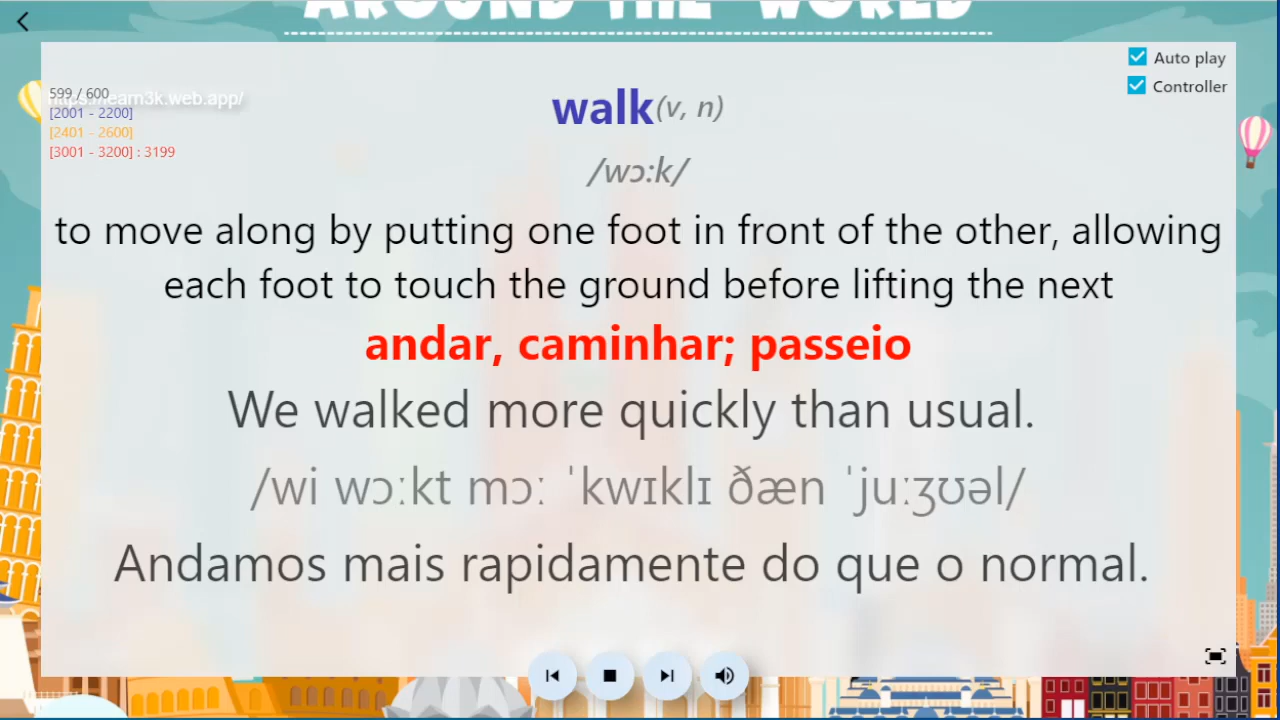 AROUND THE WORLD
Auto play
Controller
599 / 600
https://learn3k.web.app/
[2001 - 2200]
[2401 - 2600]
[3001 - 3200] : 3199
walk(v, n)
/wɔ:k/
to move along by putting one foot in front of the other, allowing
each foot to touch the ground before lifting the next
andar, caminhar; passeio
We walked more quickly than usual.
/wi wɔːkt mɔː ˈkwɪklɪ ðæn ˈjuːʒʊəl/
Andamos mais rapidamente do que o normal.